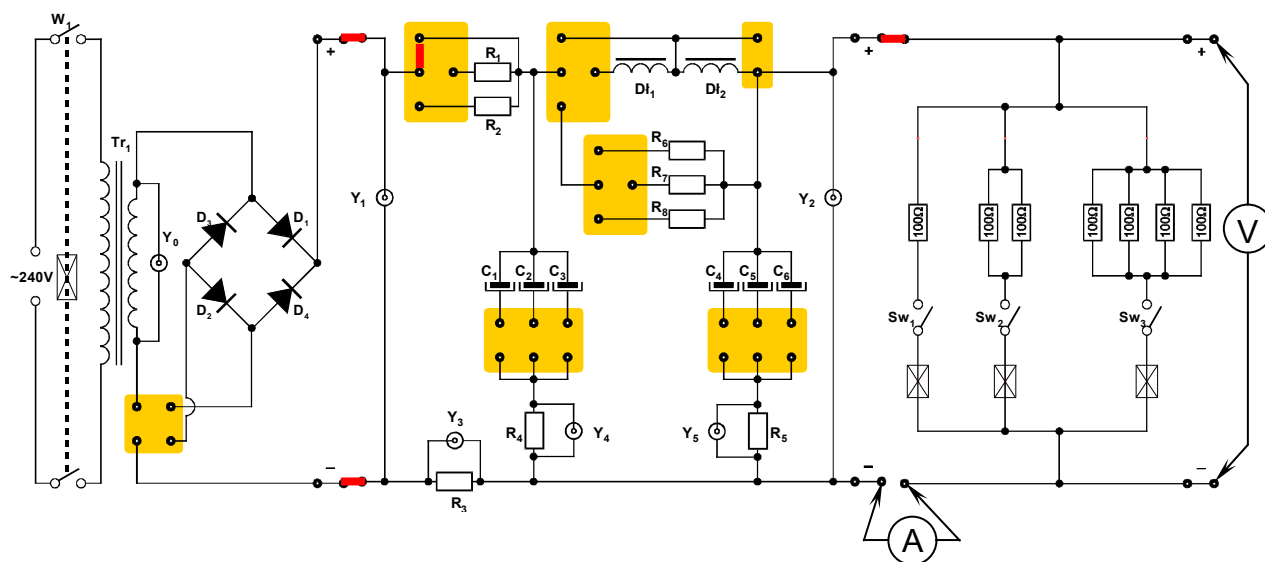 W1
~240V
Tr1
Y0
D3
D1
D2
D4
+
−
Y1
R1
R2
Y3
R3
C1
C2
C3
R4
Y4
Dł1
Dł2
R6
R7
R8
C4
C5
C6
Y5
R5
Y2
+
−
A
100Ω
100Ω
100Ω
100Ω
100Ω
100Ω
100Ω
Sw1
Sw2
Sw3
+
−
V